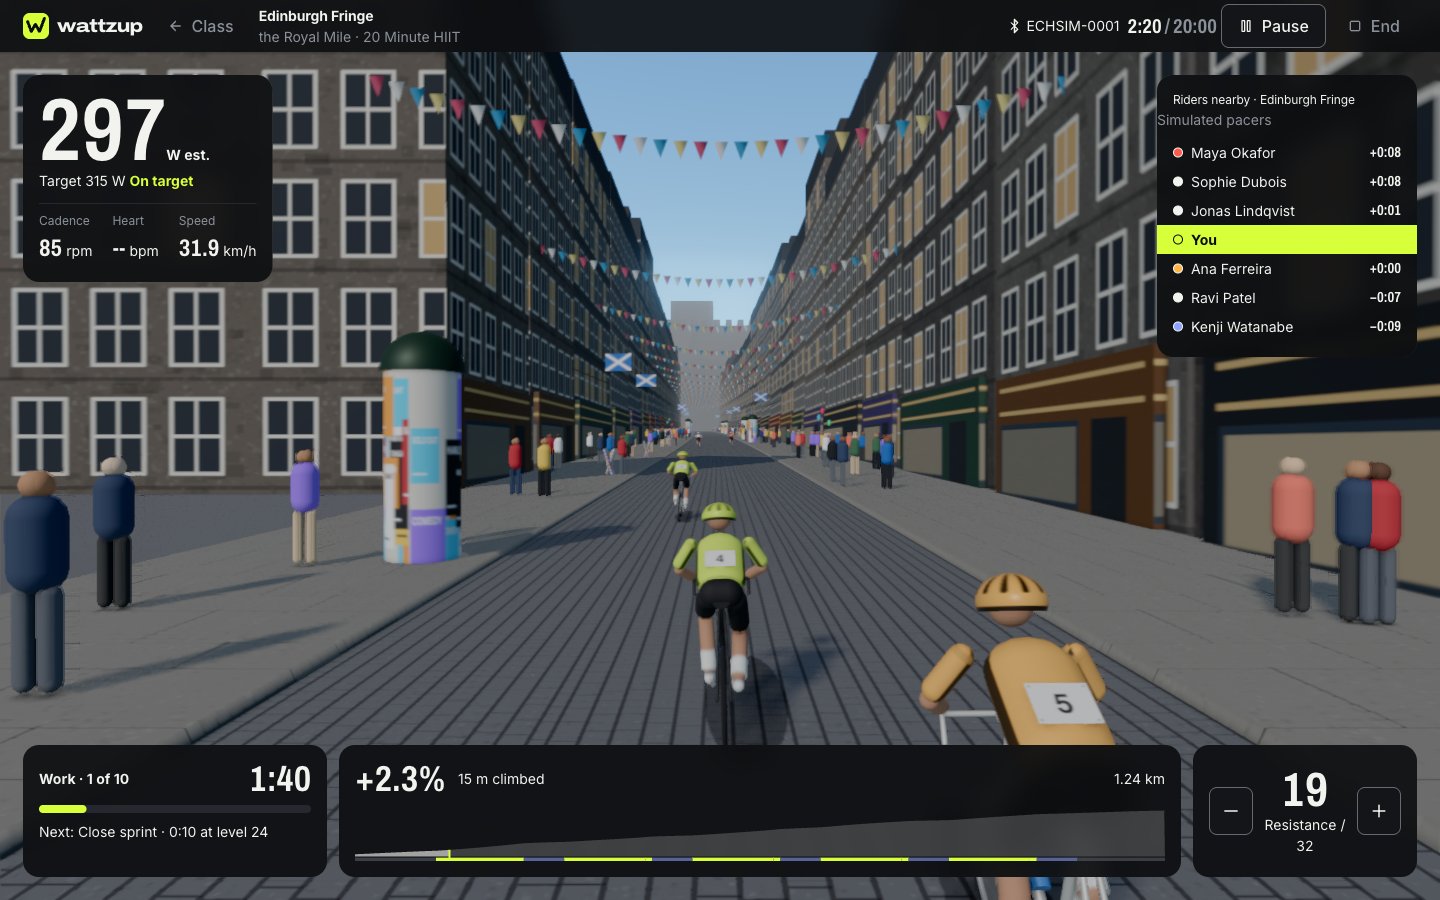 wattzup
Class
Edinburgh Fringe
the Royal Mile · 20 Minute HIIT
ECHSIM-0001 2:20 / 20:00
Pause
End
297 W est.
Target 315 W On target
Cadence Heart Speed
85 rpm -- bpm 31.9 km/h
Riders nearby · Edinburgh Fringe
Simulated pacers
Maya Okafor +0:08
Sophie Dubois +0:08
Jonas Lindqvist +0:01
You
Ana Ferreira +0:00
Ravi Patel −0:07
Kenji Watanabe −0:09
4
5
Work · 1 of 10 1:40
Next: Close sprint · 0:10 at level 24
+2.3% 15 m climbed 1.24 km
19
Resistance /
32